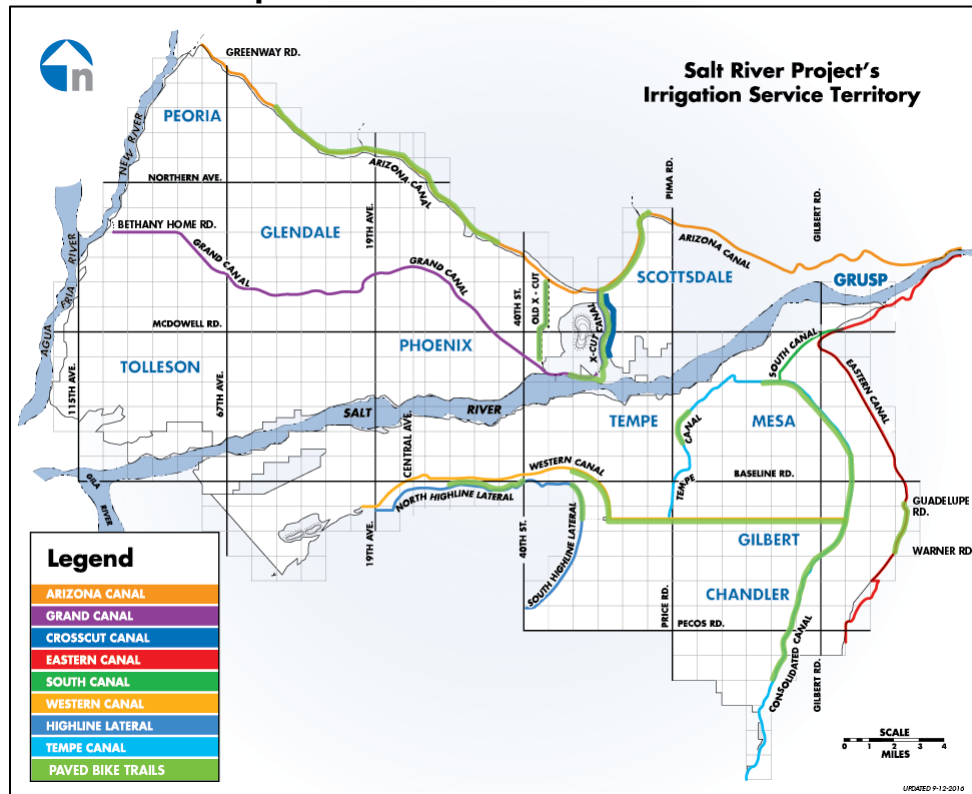 n
Salt River Project's
Irrigation Service Territory
GREENWAY RD.
PEORIA
NEW RIVER
NORTHERN AVE.
ARIZONA CANAL
19TH AVE.
BETHANY HOME RD.
GLENDALE
GRAND CANAL
GRAND CANAL
AGUA FRIA RIVER
MCDOWELL RD.
TOLLESON
PHOENIX
115TH AVE.
67TH AVE.
40TH ST.
OLD X - CUT
X-CUT CANAL
PIMA RD.
ARIZONA CANAL
SCOTTSDALE
GILBERT RD.
GRUSP
SOUTH CANAL
EASTERN CANAL
SALT RIVER
TEMPE
MESA
TEMPE CANAL
CENTRAL AVE.
WESTERN CANAL
BASELINE RD.
NORTH HIGHLINE LATERAL
GILA RIVER
19TH AVE.
40TH ST.
SOUTH HIGHLINE LATERAL
GUADELUPE
RD.
GILBERT
WARNER RD
CHANDLER
PRICE RD.
PECOS RD.
CONSOLIDATED CANAL
GILBERT RD.
Legend
ARIZONA CANAL
GRAND CANAL
CROSSCUT CANAL
EASTERN CANAL
SOUTH CANAL
WESTERN CANAL
HIGHLINE LATERAL
TEMPE CANAL
PAVED BIKE TRAILS
SCALE
0 1 2 3 4
MILES
UPDATED 9-12-2016